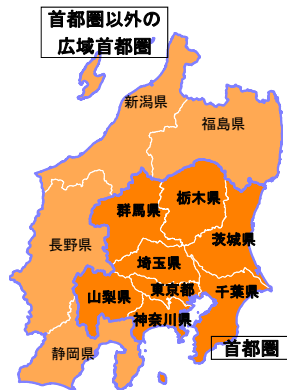 首都圏以外の
広域首都圏
新潟県
福島県
栃木県
群馬県
茨城県
長野県
埼玉県
東京都
山梨県
千葉県
神奈川県
首都圏
静岡県